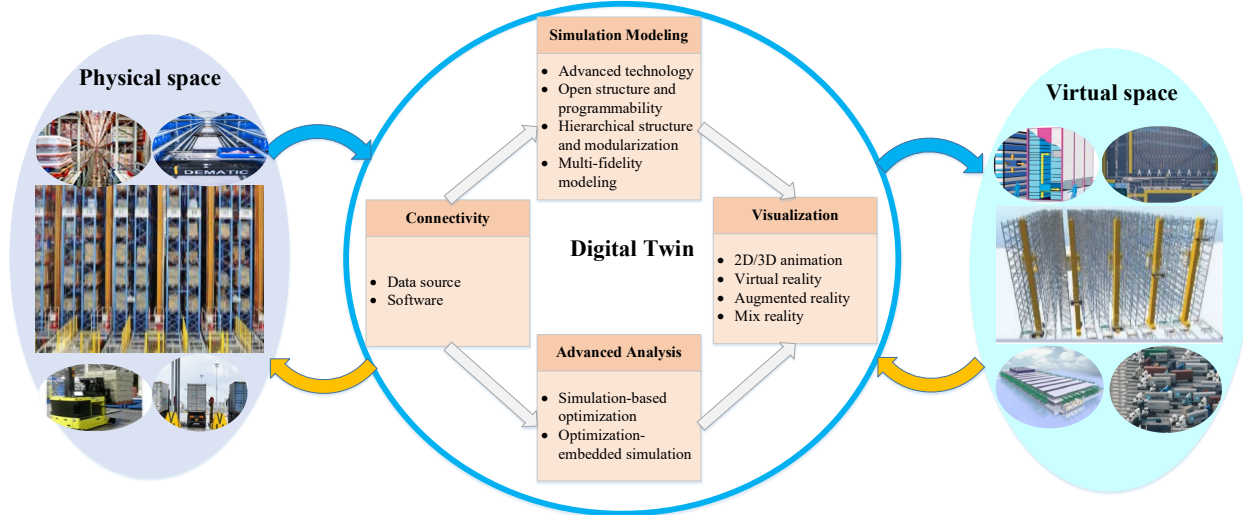 Physical space
DEMATIC
Simulation Modeling
• Advanced technology
• Open structure and
programmability
• Hierarchical structure
and modularization
• Multi-fidelity
modeling
Connectivity
• Data source
• Software
Digital Twin
Advanced Analysis
• Simulation-based
optimization
• Optimization-
embedded simulation
Visualization
• 2D/3D animation
• Virtual reality
• Augmented reality
• Mix reality
Virtual space